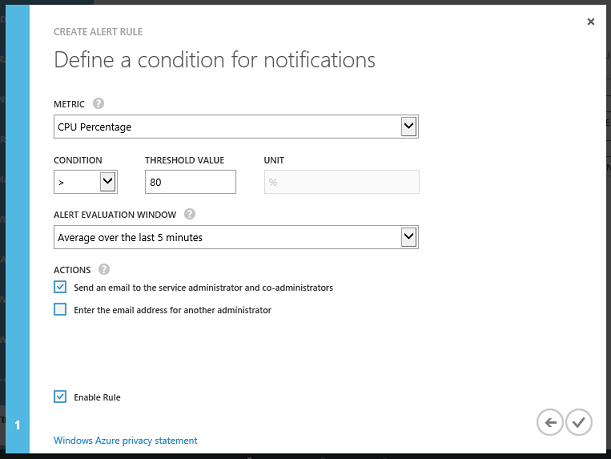 CREATE ALERT RULE
Define a condition for notifications
METRIC ?
CPU Percentage
CONDITION THRESHOLD VALUE UNIT
> 80 %
ALERT EVALUATION WINDOW ?
Average over the last 5 minutes
ACTIONS ?
Send an email to the service administrator and co-administrators
Enter the email address for another administrator
Enable Rule
1
Windows Azure privacy statement